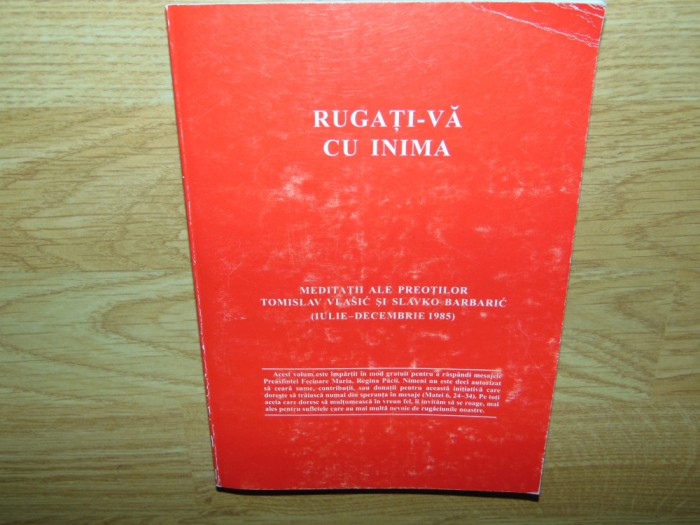 RUGAȚI-VĂ
CU INIMA
MEDITAȚII ALE PREOȚILOR
TOMISLAV VLAŠIĆ ȘI SLAVKO BARBARIĆ
(IULIE–DECEMBRIE 1985)
Acest volum este împărțit în mod gratuit pentru a răspândi mesajele
Preasfintei Fecioare Maria, Regina Păcii. Nimeni nu este deci autorizat
să ceară sume, contribuții, sau donații pentru această inițiativă care
dorește să trăiască numai din speranța în mesaje (Matei 6, 24–34). Pe toți
aceia care doresc să mulțumească în vreun fel, îi invităm să se roage, mai
ales pentru sufletele care au mai multă nevoie de rugăciunile noastre.